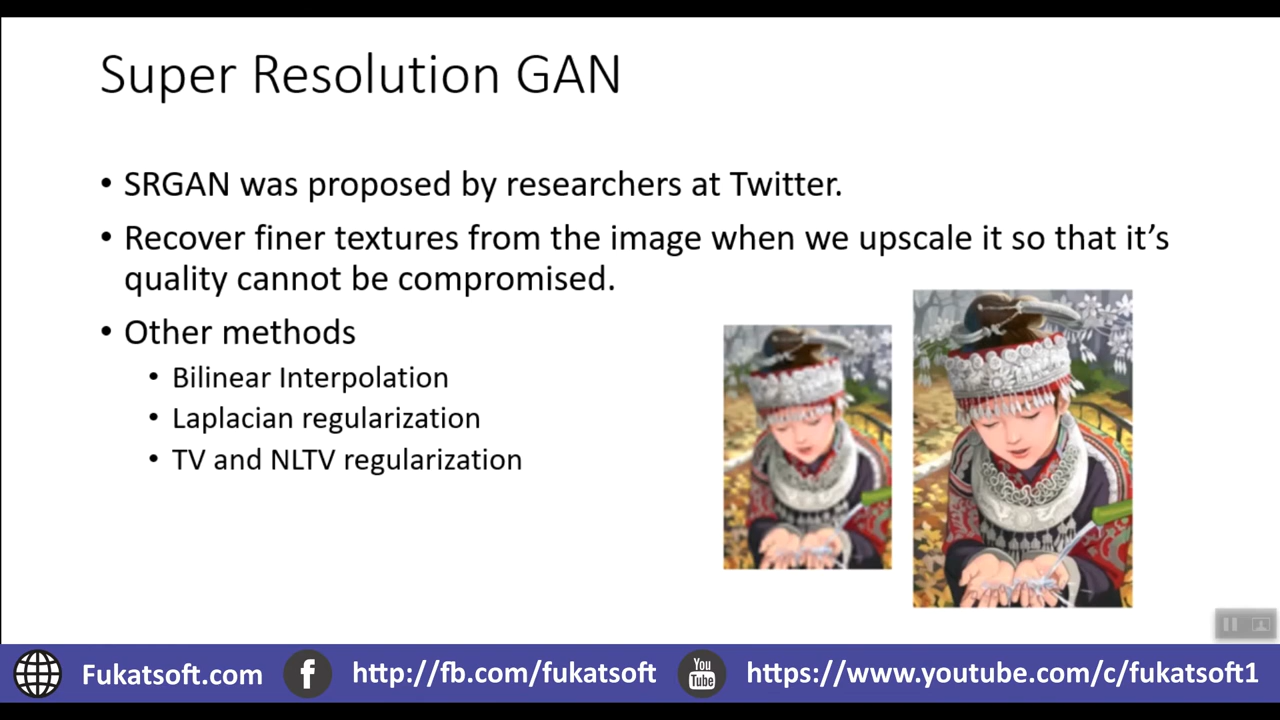 Super Resolution GAN
• SRGAN was proposed by researchers at Twitter.
• Recover finer textures from the image when we upscale it so that it’s
quality cannot be compromised.
• Other methods
• Bilinear Interpolation
• Laplacian regularization
• TV and NLTV regularization
Fukatsoft.com
f
http://fb.com/fukatsoft
You
Tube
https://www.youtube.com/c/fukatsoft1